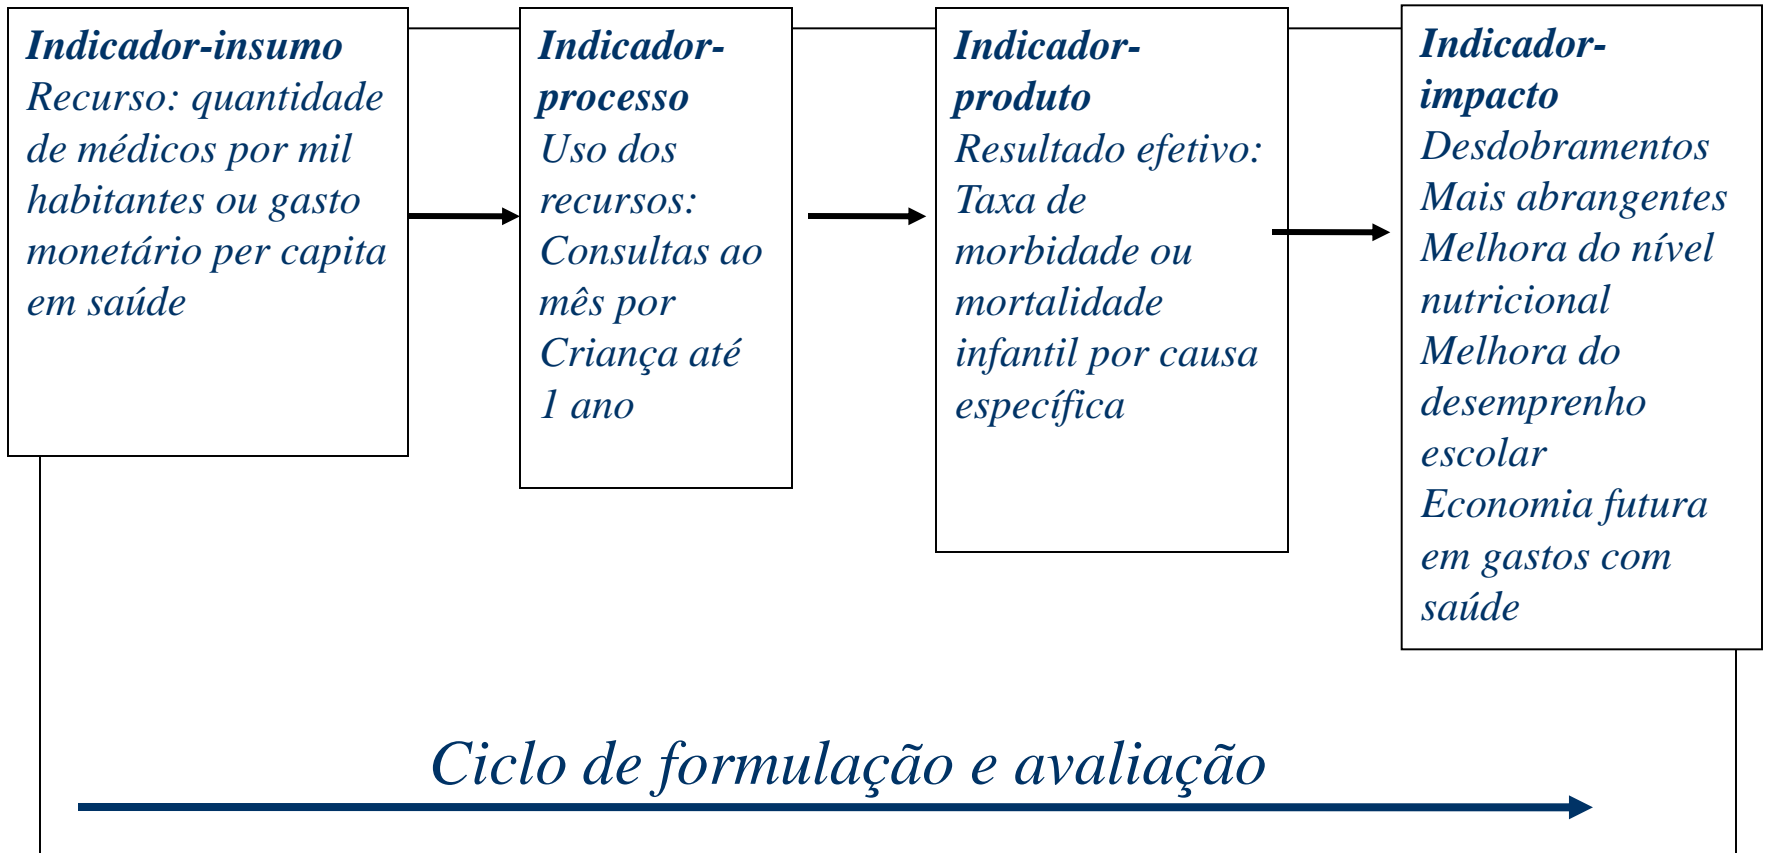 Indicador-insumo
Recurso: quantidade
de médicos por mil
habitantes ou gasto
monetário per capita
em saúde
Indicador-
processo
Uso dos
recursos:
Consultas ao
mês por
Criança até
1 ano
Indicador-
produto
Resultado efetivo:
Taxa de
morbidade ou
mortalidade
infantil por causa
específica
Indicador-
impacto
Desdobramentos
Mais abrangentes
Melhora do nível
nutricional
Melhora do
desemprenho
escolar
Economia futura
em gastos com
saúde
Ciclo de formulação e avaliação